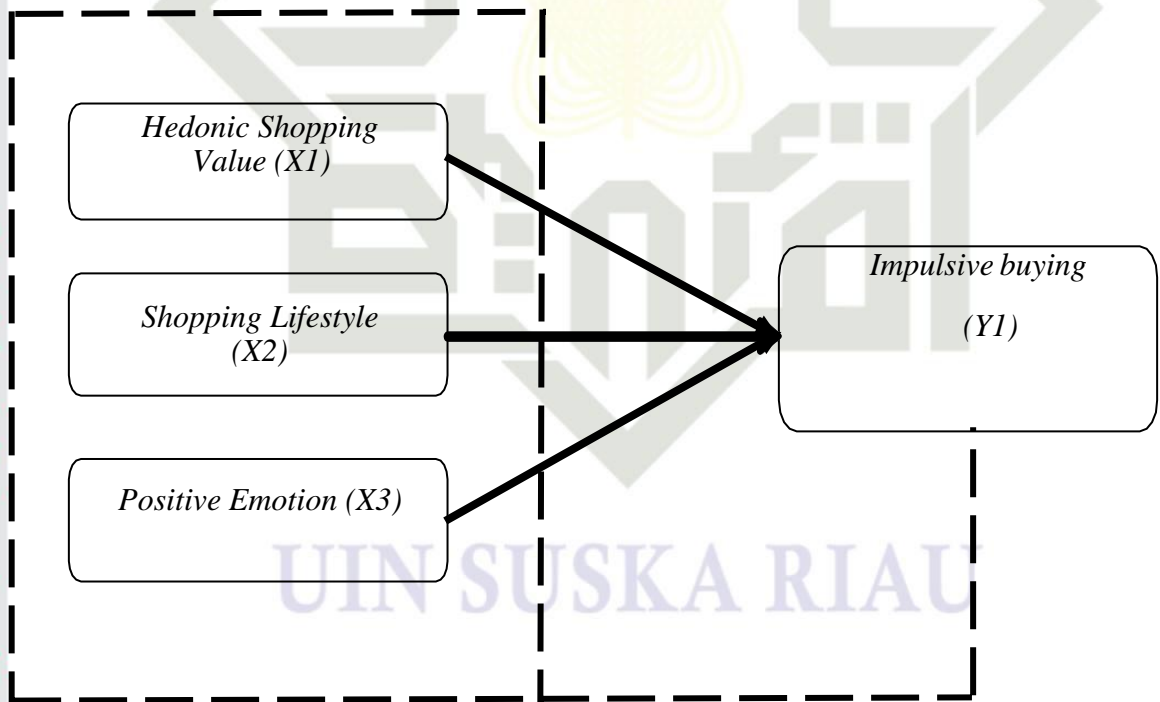 Hedonic Shopping
Value (X1)
Shopping Lifestyle
(X2)
Positive Emotion (X3)
Impulsive buying
(Y1)
UIN SUSKA RIAU